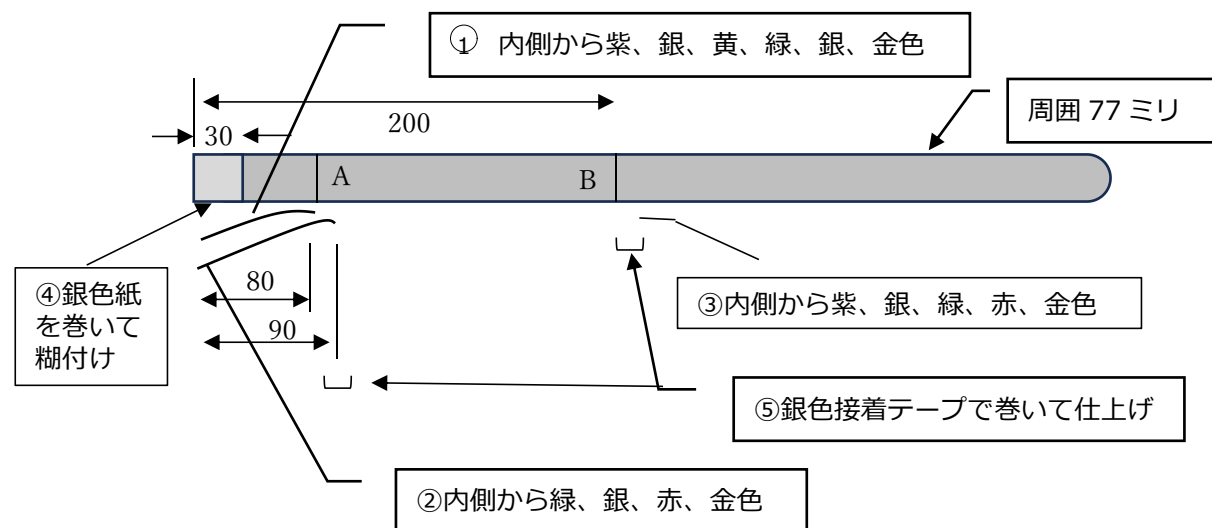 ① 内側から紫、銀、黄、緑、銀、金色
周囲 77 ミリ
200
30
A
B
80
90
④銀色紙
を巻いて
糊付け
③内側から紫、銀、緑、赤、金色
⑤銀色接着テープで巻いて仕上げ
②内側から緑、銀、赤、金色